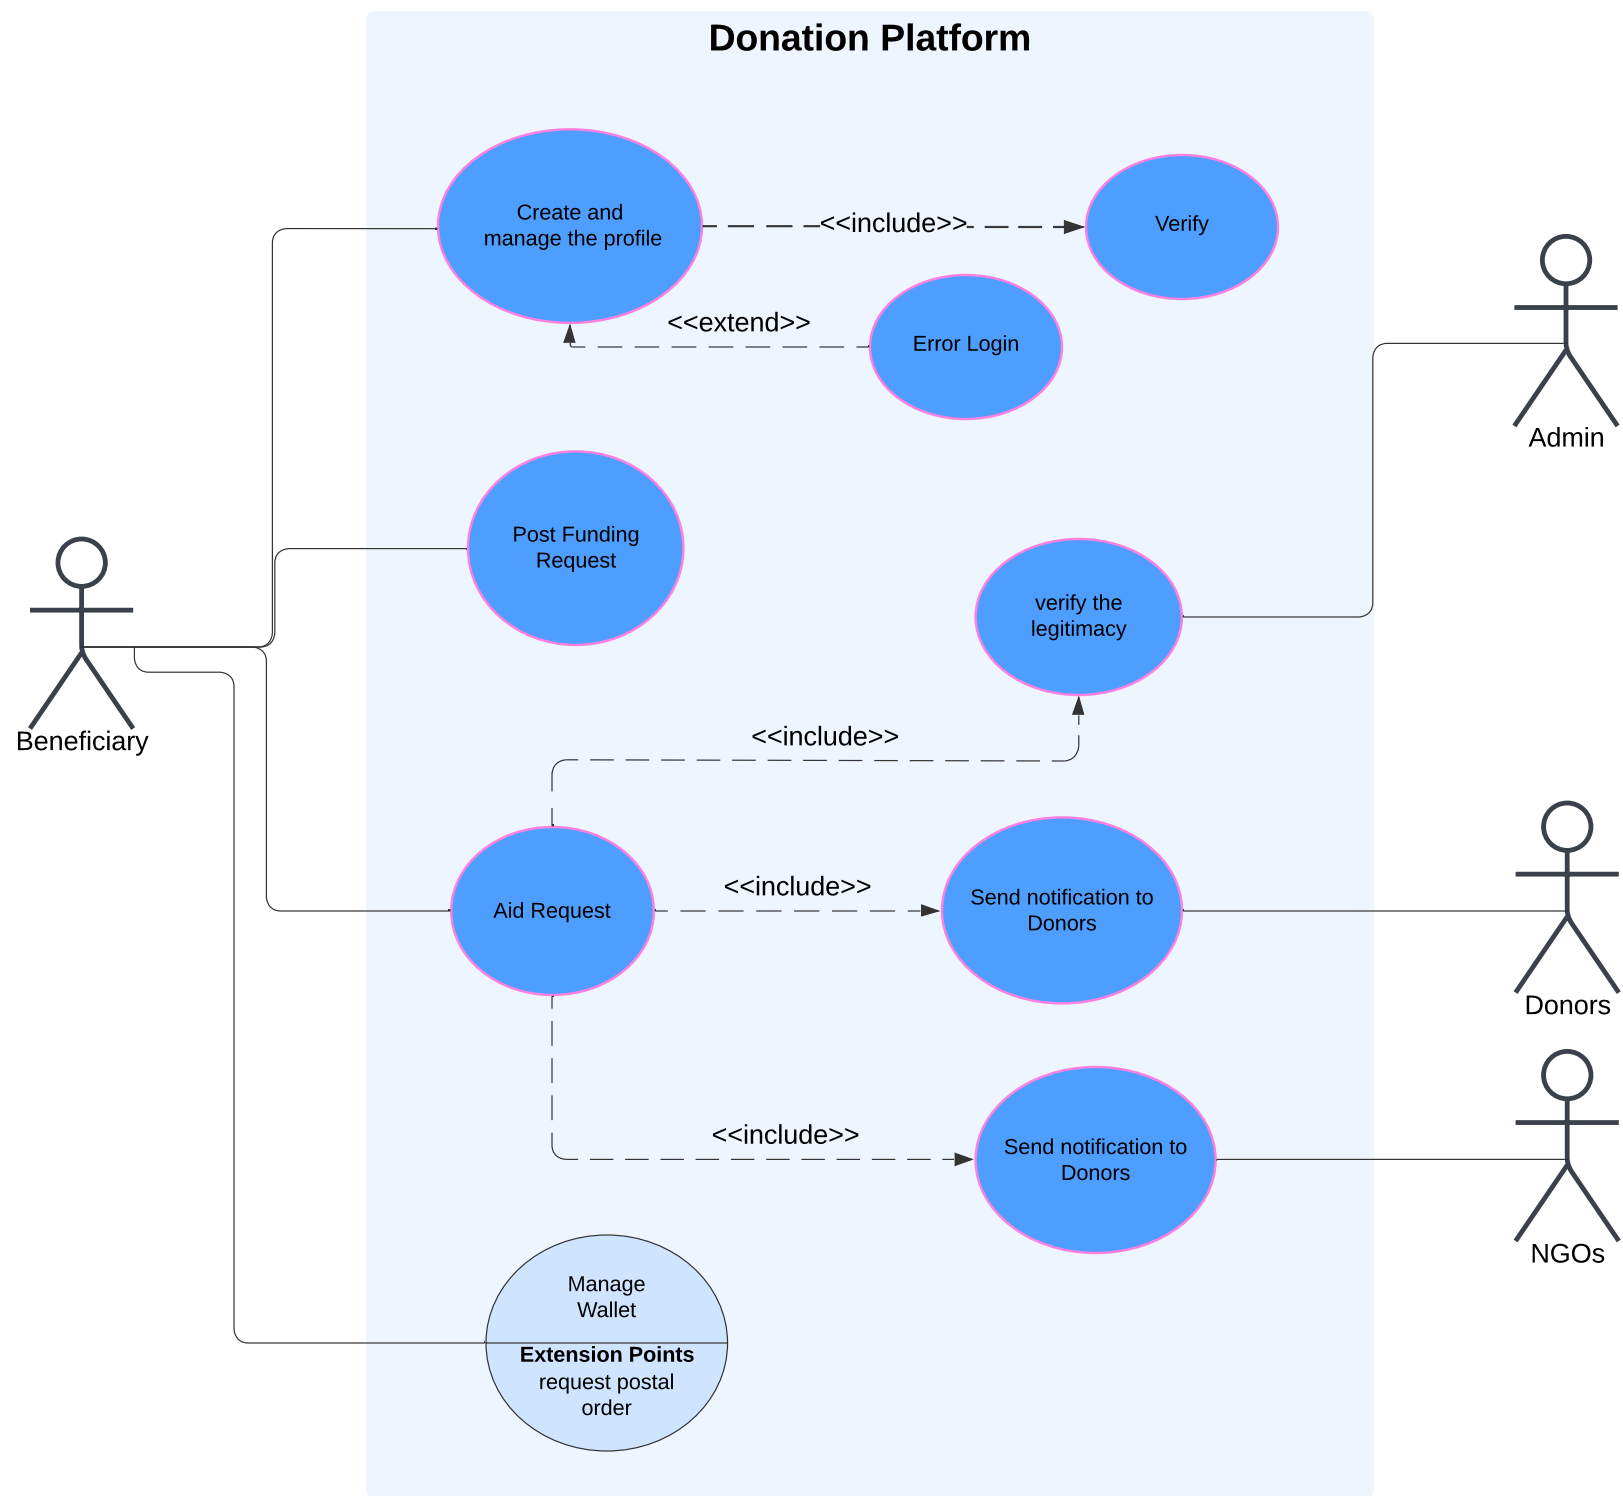 Donation Platform
Create and
manage the profile
<<include>>
Verify
<<extend>>
Error Login
Admin
Post Funding
Request
verify the
legitimacy
Beneficiary
<<include>>
Aid Request
<<include>>
Send notification to
Donors
Donors
<<include>>
Send notification to
Donors
NGOs
Manage
Wallet
Extension Points
request postal
order